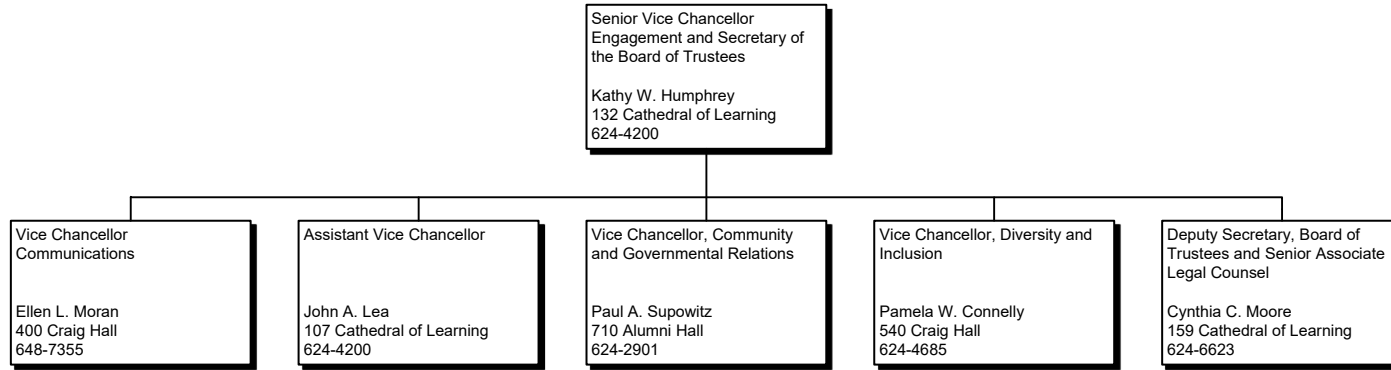 Senior Vice Chancellor
Engagement and Secretary of
the Board of Trustees
Kathy W. Humphrey
132 Cathedral of Learning
624-4200
Vice Chancellor
Communications
Ellen L. Moran
400 Craig Hall
648-7355
Assistant Vice Chancellor
John A. Lea
107 Cathedral of Learning
624-4200
Vice Chancellor, Community
and Governmental Relations
Paul A. Supowitz
710 Alumni Hall
624-2901
Vice Chancellor, Diversity and
Inclusion
Pamela W. Connelly
540 Craig Hall
624-4685
Deputy Secretary, Board of
Trustees and Senior Associate
Legal Counsel
Cynthia C. Moore
159 Cathedral of Learning
624-6623